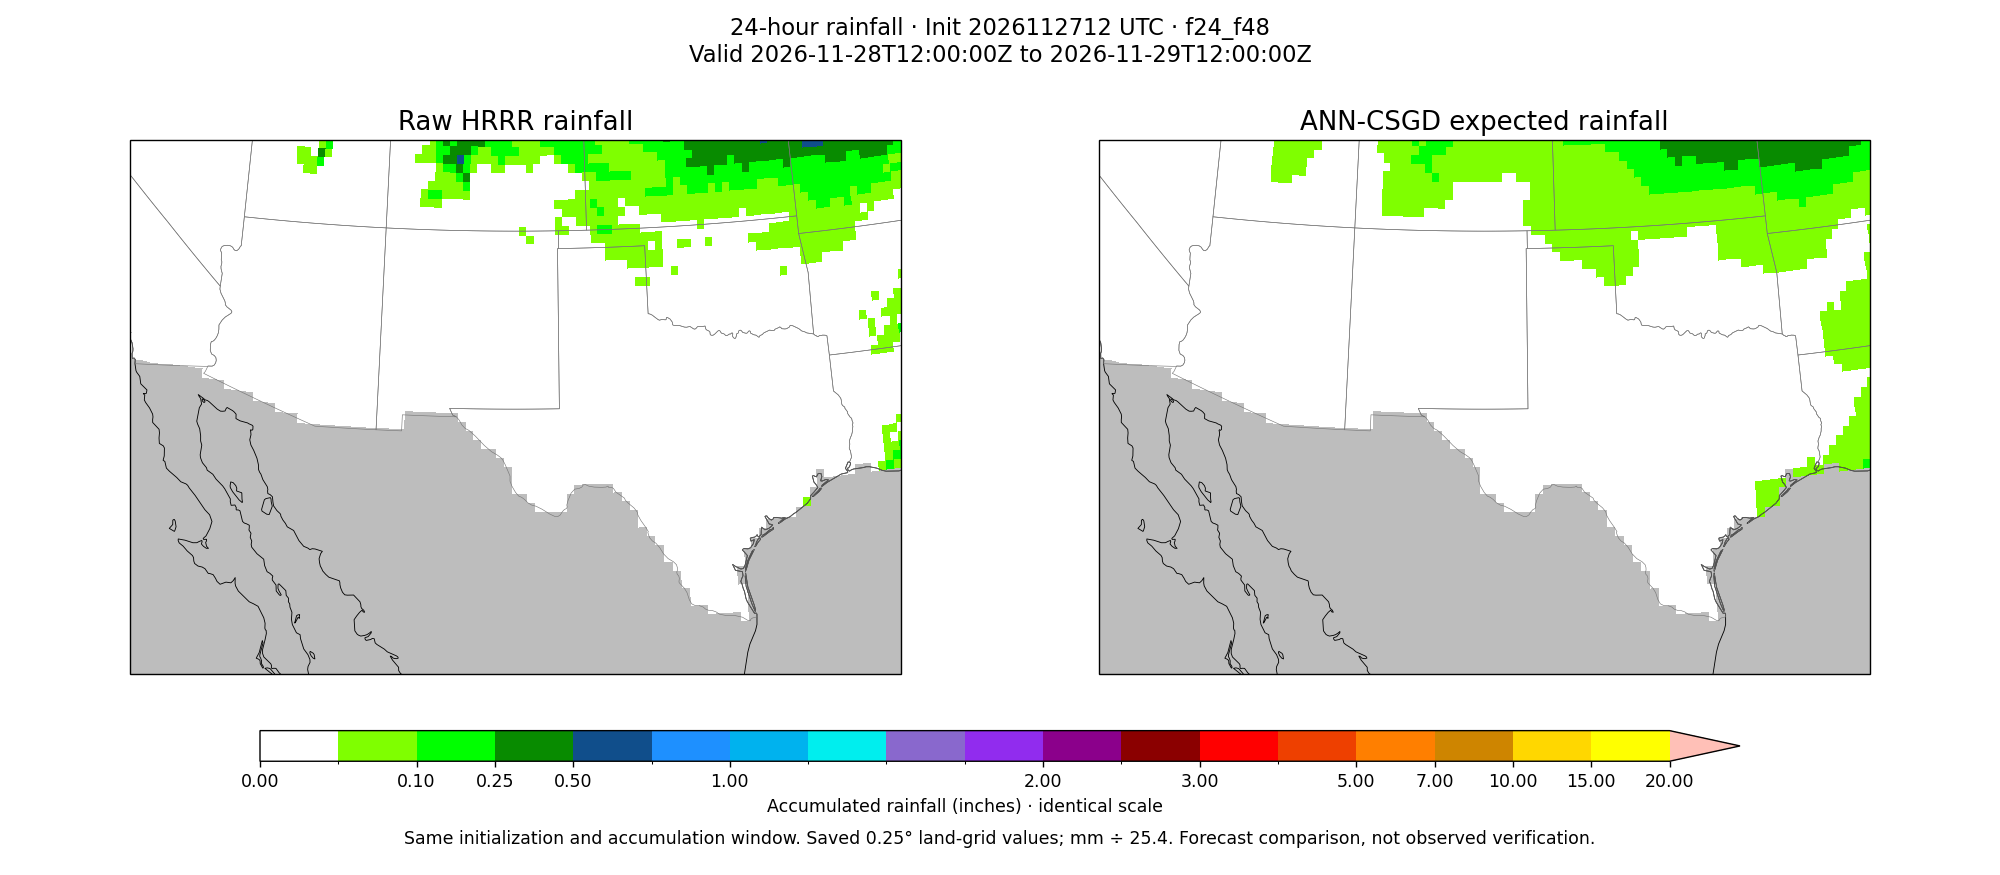 24-hour rainfall · Init 2026112712 UTC · f24_f48
Valid 2026-11-28T12:00:00Z to 2026-11-29T12:00:00Z
Raw HRRR rainfall
ANN-CSGD expected rainfall
0.00 0.10 0.25 0.50 1.00 2.00 3.00 5.00 7.00 10.00 15.00 20.00
Accumulated rainfall (inches) · identical scale
Same initialization and accumulation window. Saved 0.25° land-grid values; mm ÷ 25.4. Forecast comparison, not observed verification.